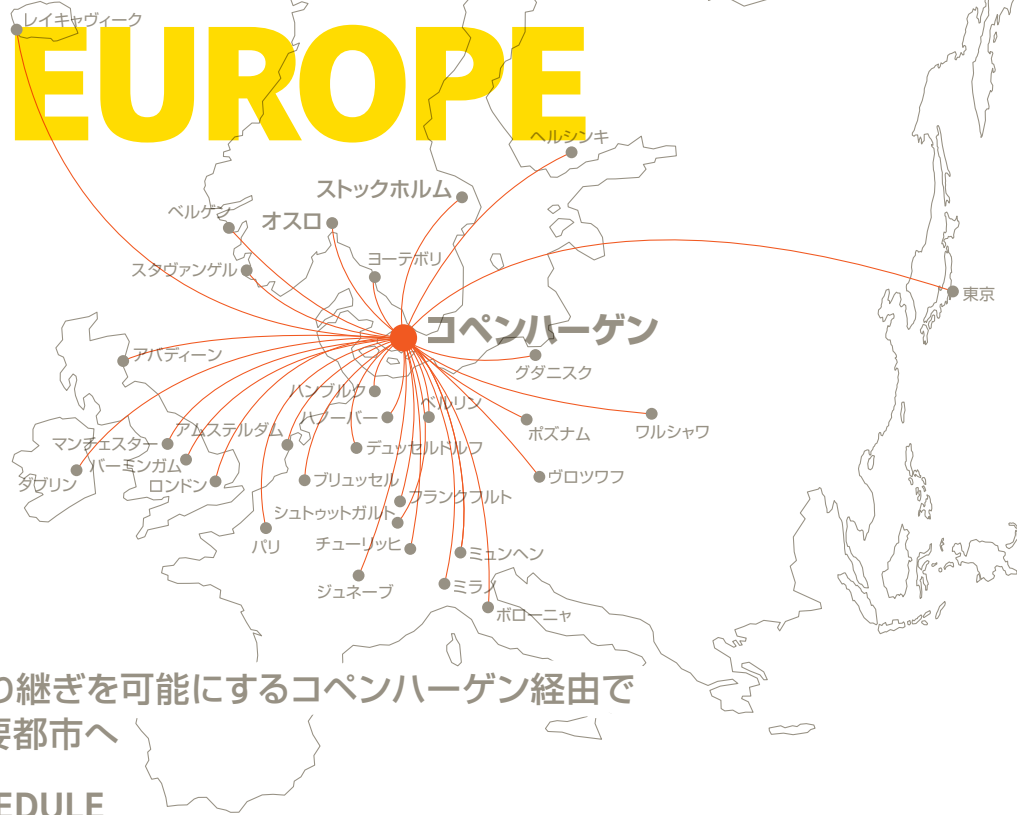 レイキャヴィーク
EUROPE
ヘルシンキ
ストックホルム
ベルゲン
オスロ
ヨーテボリ
スタヴァンゲル
東京
コペンハーゲン
アバディーン
グダニスク
ハンブルク
ベルリン
ハノーバー
ポズナム
ワルシャワ
アムステルダム
マンチェスター
デュッセルドルフ
バーミンガム
ダブリン
ロンドン
ブリュッセル
ヴロツワフ
フランクフルト
シュトゥットガルト
パリ
チューリッヒ
ミュンヘン
ジュネーブ
ミラノ
ボローニャ
り継ぎを可能にするコペンハーゲン経由で
要都市へ
EDULE